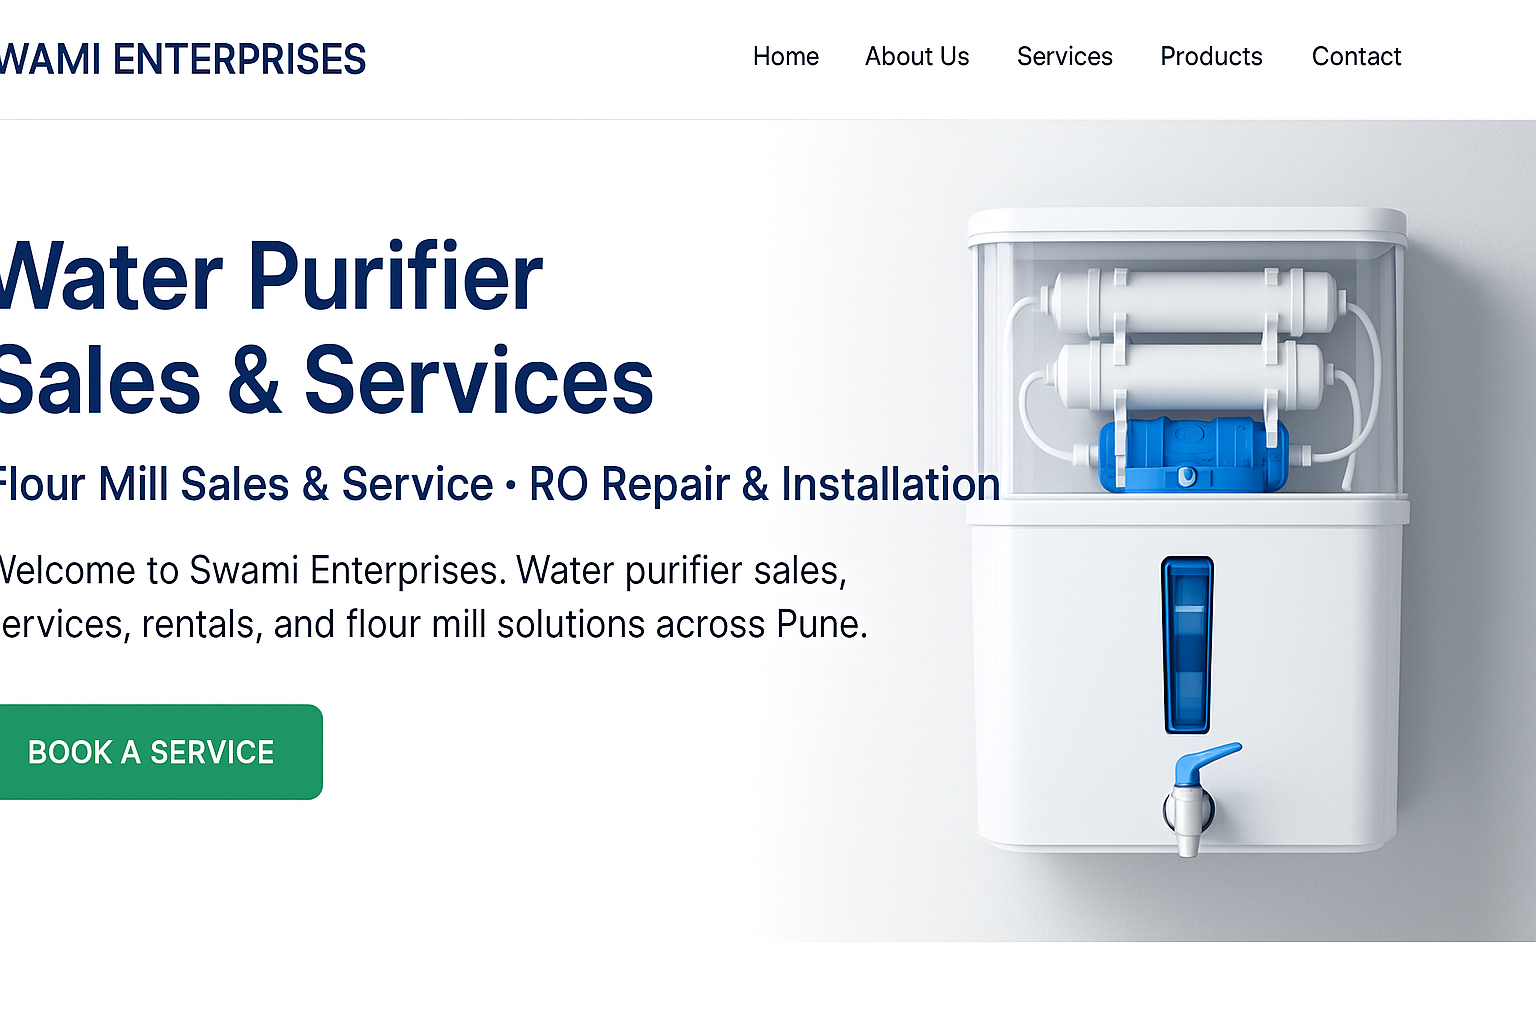 WAMI ENTERPRISES
Home About Us Services Products Contact
Water Purifier
Sales & Services
Flour Mill Sales & Service • RO Repair & Installation
Welcome to Swami Enterprises. Water purifier sales,
ervices, rentals, and flour mill solutions across Pune.
BOOK A SERVICE